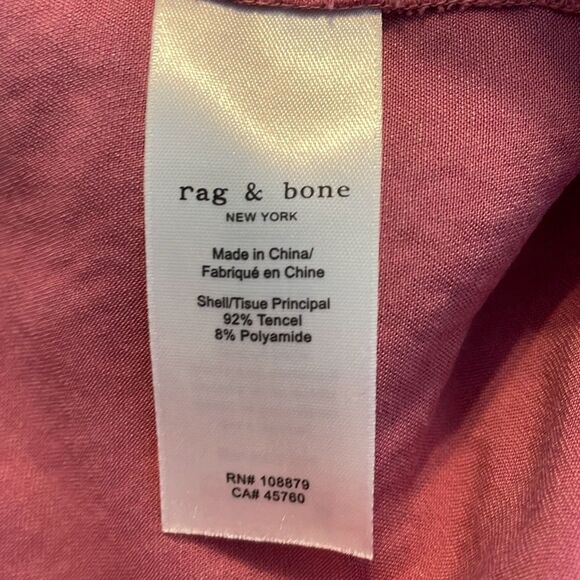 rag & bone
NEW YORK
Made in China/
Fabriqué en Chine
Shell/Tisue Principal
92% Tencel
8% Polyamide
RN# 108879
CA# 45760